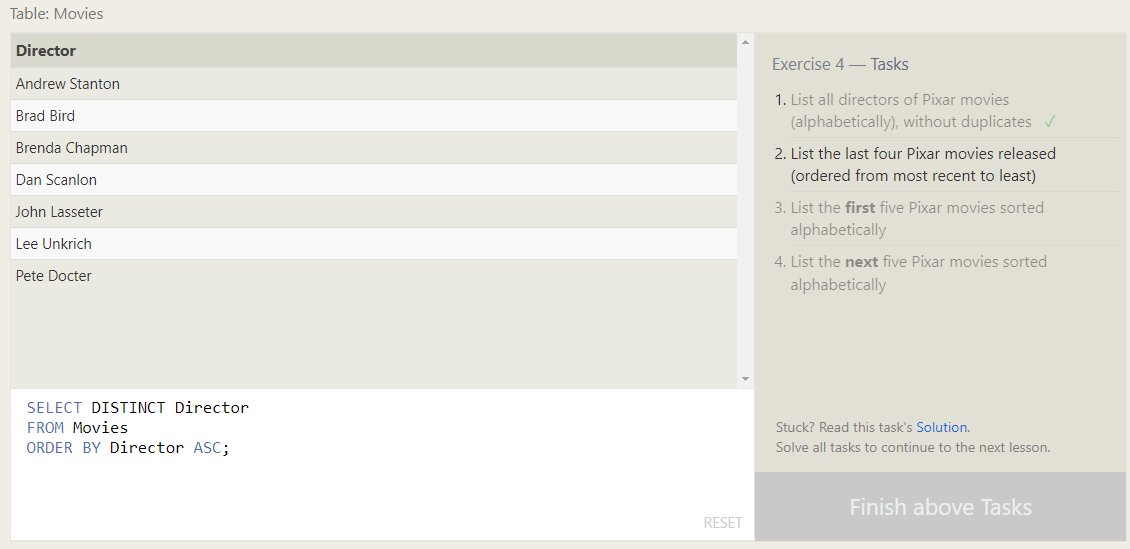 Table: Movies
Director
Andrew Stanton
Brad Bird
Brenda Chapman
Dan Scanlon
John Lasseter
Lee Unkrich
Pete Docter
SELECT DISTINCT Director
FROM Movies
ORDER BY Director ASC;
RESET
Exercise 4 — Tasks
1. List all directors of Pixar movies
(alphabetically), without duplicates ✓
2. List the last four Pixar movies released
(ordered from most recent to least)
3. List the first five Pixar movies sorted
alphabetically
4. List the next five Pixar movies sorted
alphabetically
Stuck? Read this task's Solution.
Solve all tasks to continue to the next lesson.
Finish above Tasks